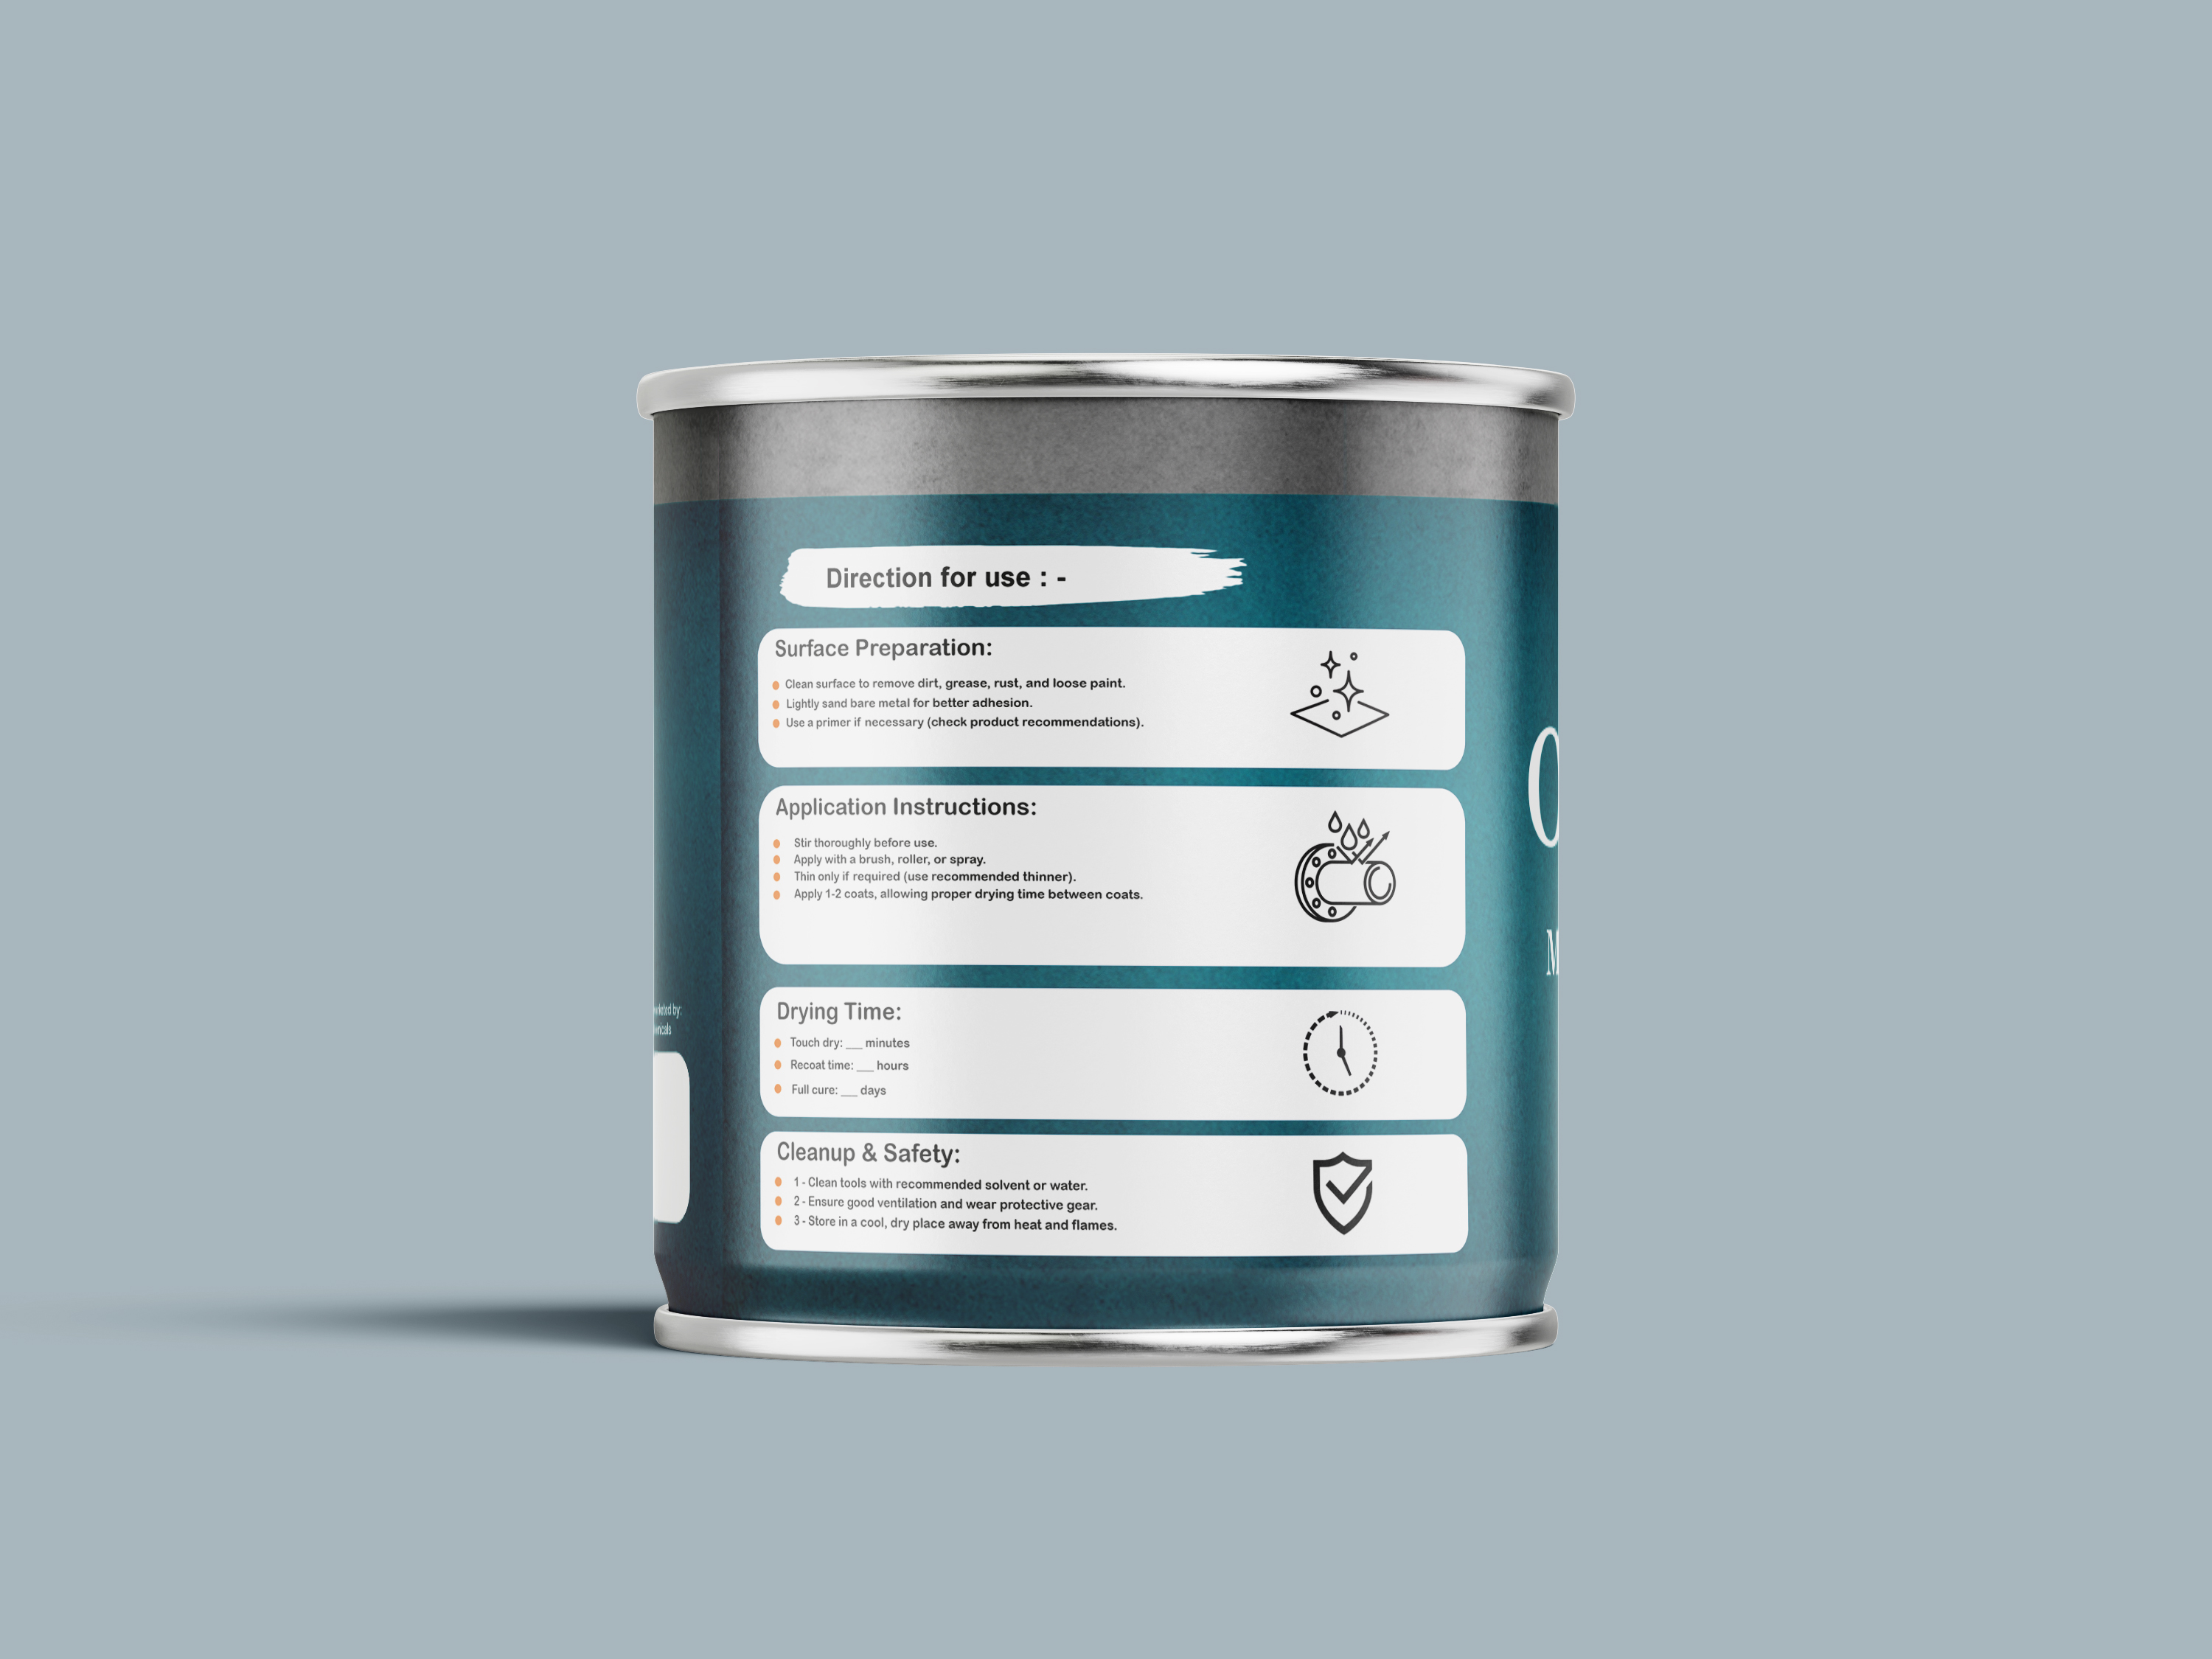 Direction for use : -
Surface Preparation:
Clean surface to remove dirt, grease, rust, and loose paint.
Lightly sand bare metal for better adhesion.
Use a primer if necessary (check product recommendations).
Application Instructions:
Stir thoroughly before use.
Apply with a brush, roller, or spray.
Thin only if required (use recommended thinner).
Apply 1-2 coats, allowing proper drying time between coats.
Drying Time:
Touch dry: ___ minutes
Recoat time: ___ hours
Full cure: ___ days
Cleanup & Safety:
1 - Clean tools with recommended solvent or water.
2 - Ensure good ventilation and wear protective gear.
3 - Store in a cool, dry place away from heat and flames.
by: